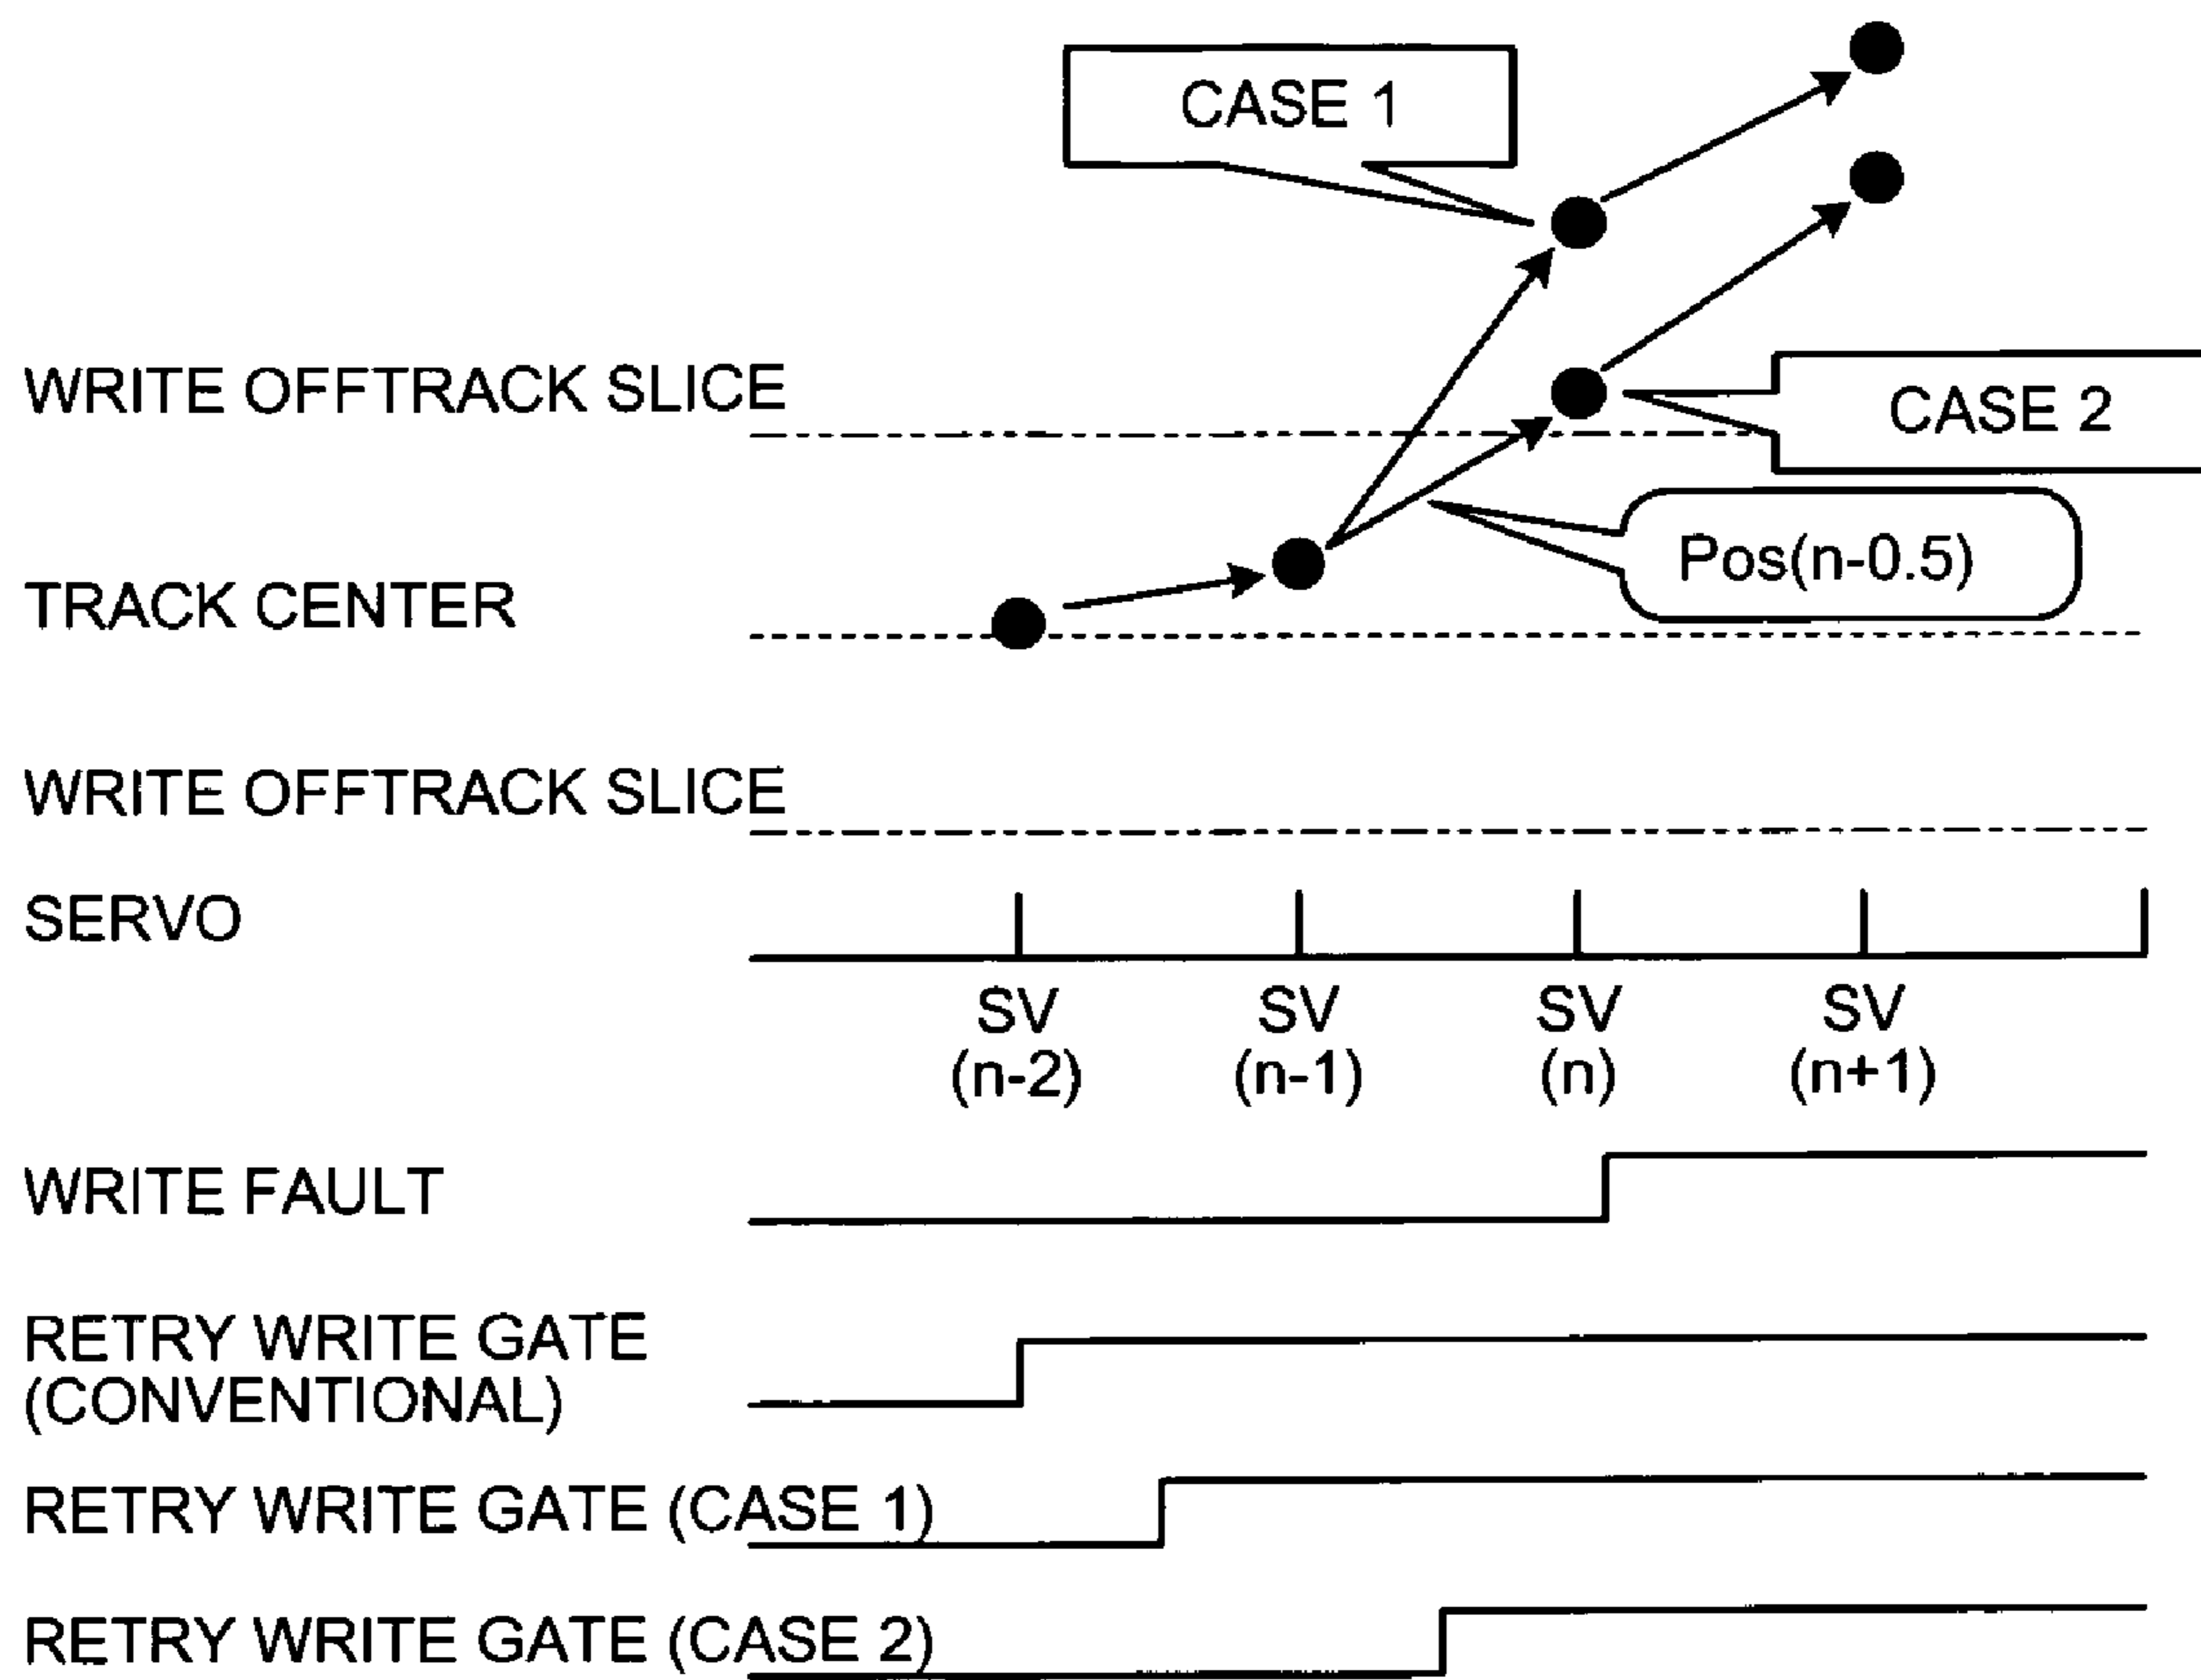 CASE 1
WRITE OFFTRACK SLICE
CASE 2
Pos(n-0.5)
TRACK CENTER
WRITE OFFTRACK SLICE
SERVO
SV SV SV SV
(n-2) (n-1) (n) (n+1)
WRITE FAULT
RETRY WRITE GATE
(CONVENTIONAL)
RETRY WRITE GATE (CASE 1)
RETRY WRITE GATE (CASE 2)